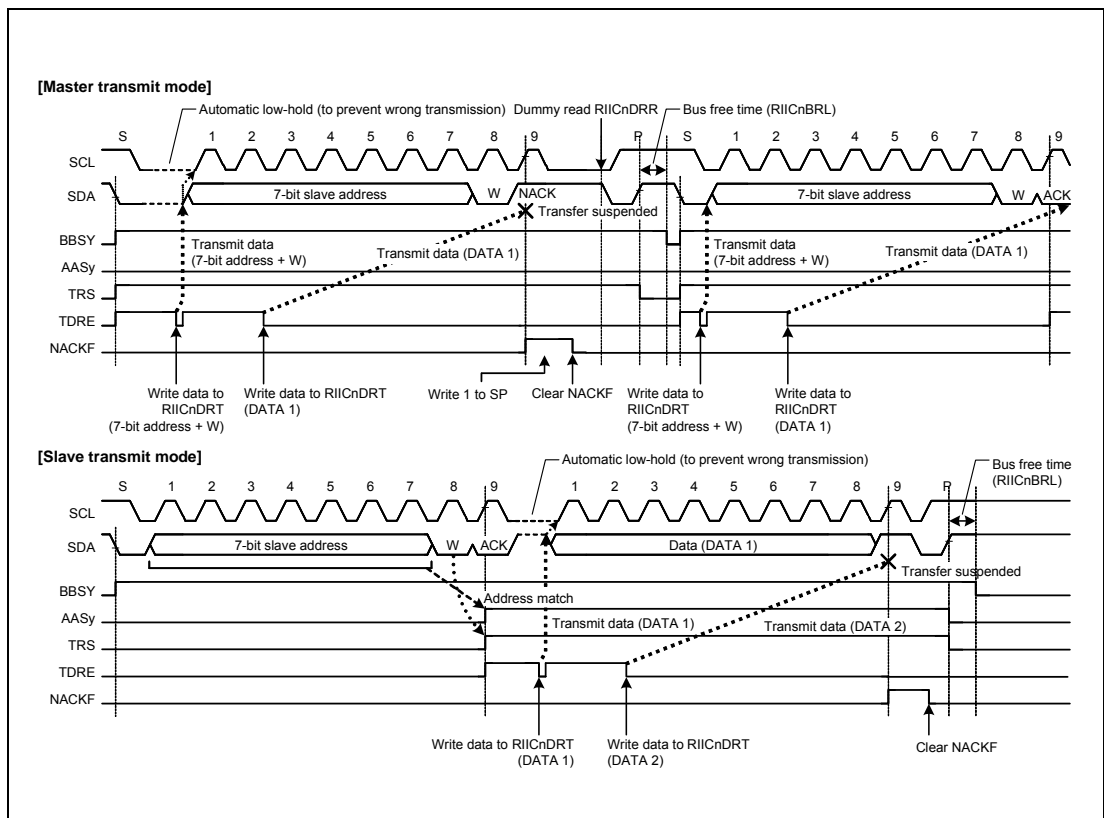 [Master transmit mode]
Automatic low-hold (to prevent wrong transmission)
Dummy read RIICnDRR
Bus free time (RIICnBRL)
S 1 2 3 4 5 6 7 8 9 P S 1 2 3 4 5 6 7 8 9
SCL
SDA 7-bit slave address W NACK 7-bit slave address W ACK
Transfer suspended
BBSY
Transmit data
(7-bit address + W)
Transmit data (DATA 1)
Transmit data
(7-bit address + W)
Transmit data (DATA 1)
AASy
TRS
TDRE
NACKF
Write data to
RIICnDRT
(7-bit address + W)
Write data to RIICnDRT
(DATA 1)
Write 1 to SP
Clear NACKF
Write data to
RIICnDRT
(7-bit address + W)
Write data to
RIICnDRT
(DATA 1)
[Slave transmit mode]
Automatic low-hold (to prevent wrong transmission)
Bus free time
(RIICnBRL)
S 1 2 3 4 5 6 7 8 9 1 2 3 4 5 6 7 8 9 P
SCL
SDA 7-bit slave address W ACK Data (DATA 1)
Transfer suspended
BBSY
Address match
AASy
Transmit data (DATA 1)
Transmit data (DATA 2)
TRS
TDRE
NACKF
Write data to RIICnDRT
(DATA 1)
Write data to RIICnDRT
(DATA 2)
Clear NACKF